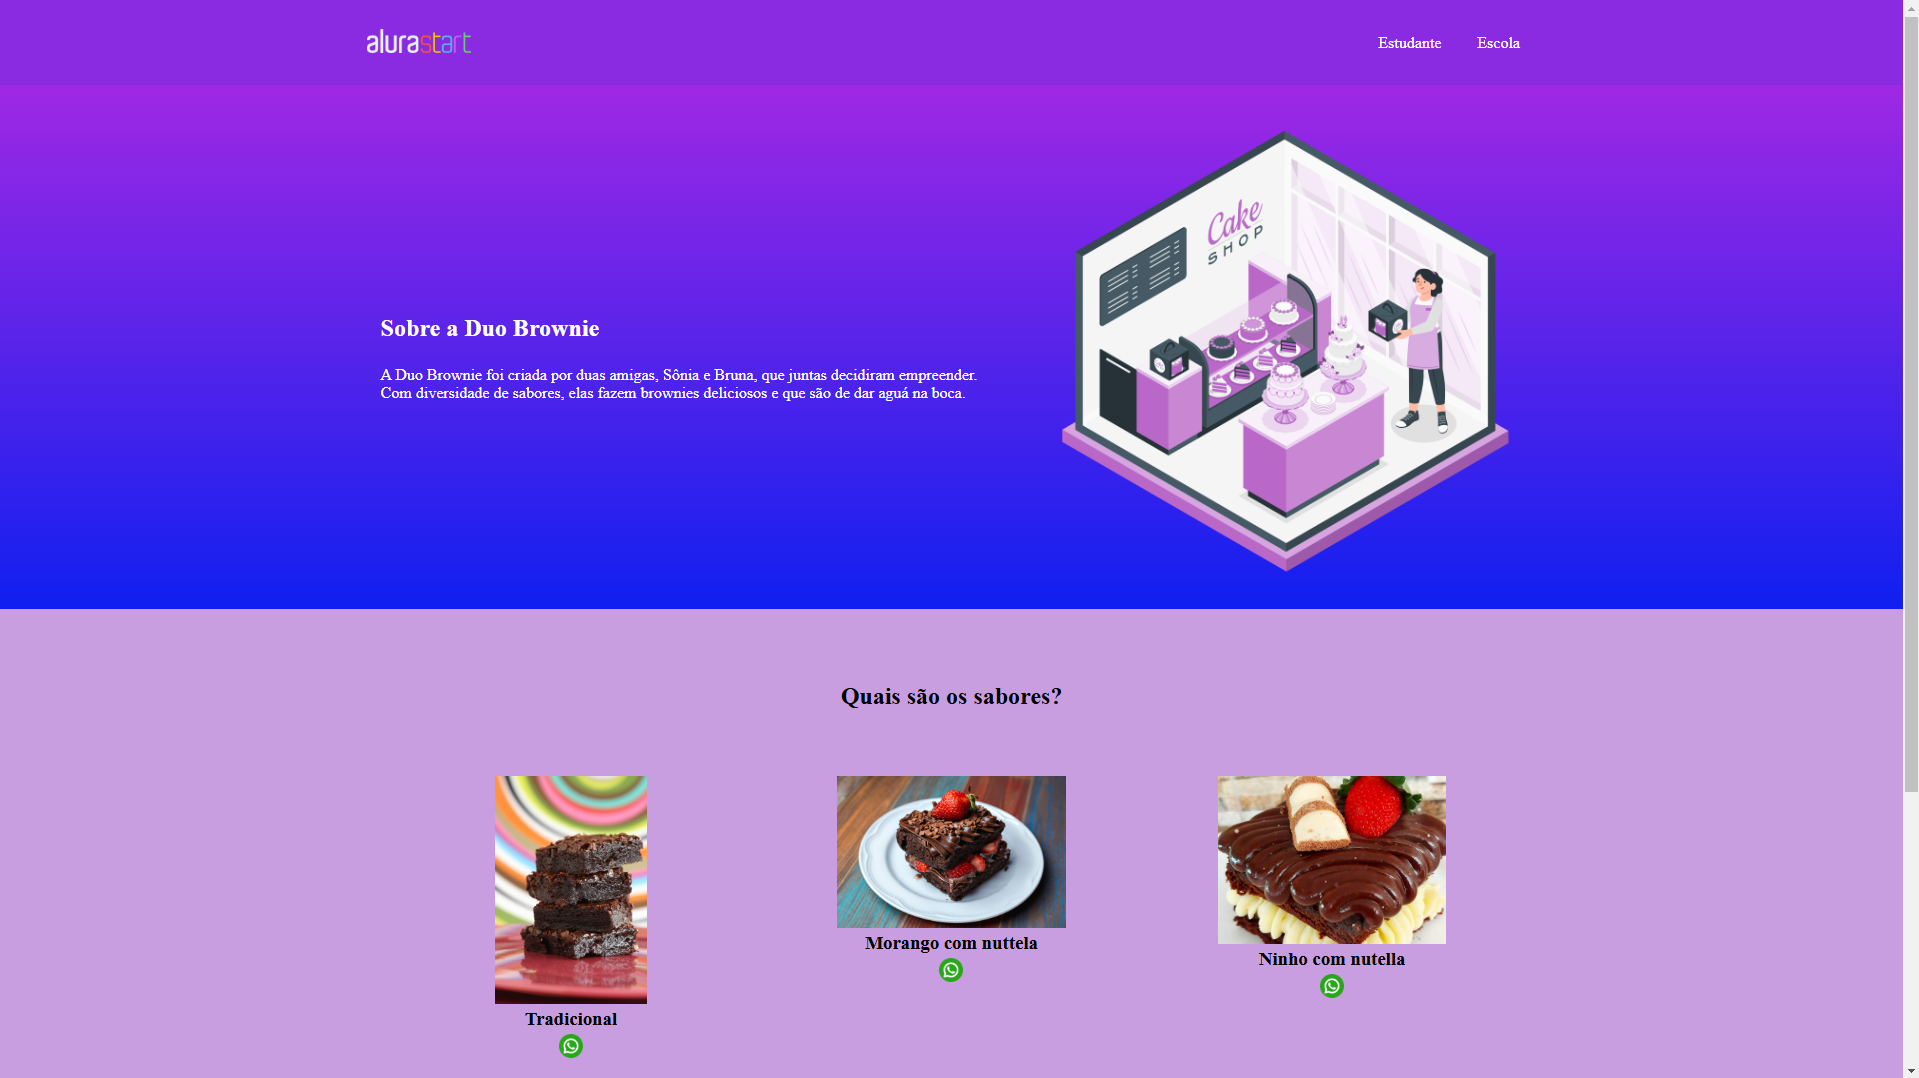 alurastart
Estudante
Escola
Cake
SHOP
Sobre a Duo Brownie
A Duo Brownie foi criada por duas amigas, Sônia e Bruna, que juntas decidiram empreender.
Com diversidade de sabores, elas fazem brownies deliciosos e que são de dar aguá na boca.
Quais são os sabores?
Tradicional
Morango com nuttela
Ninho com nutella